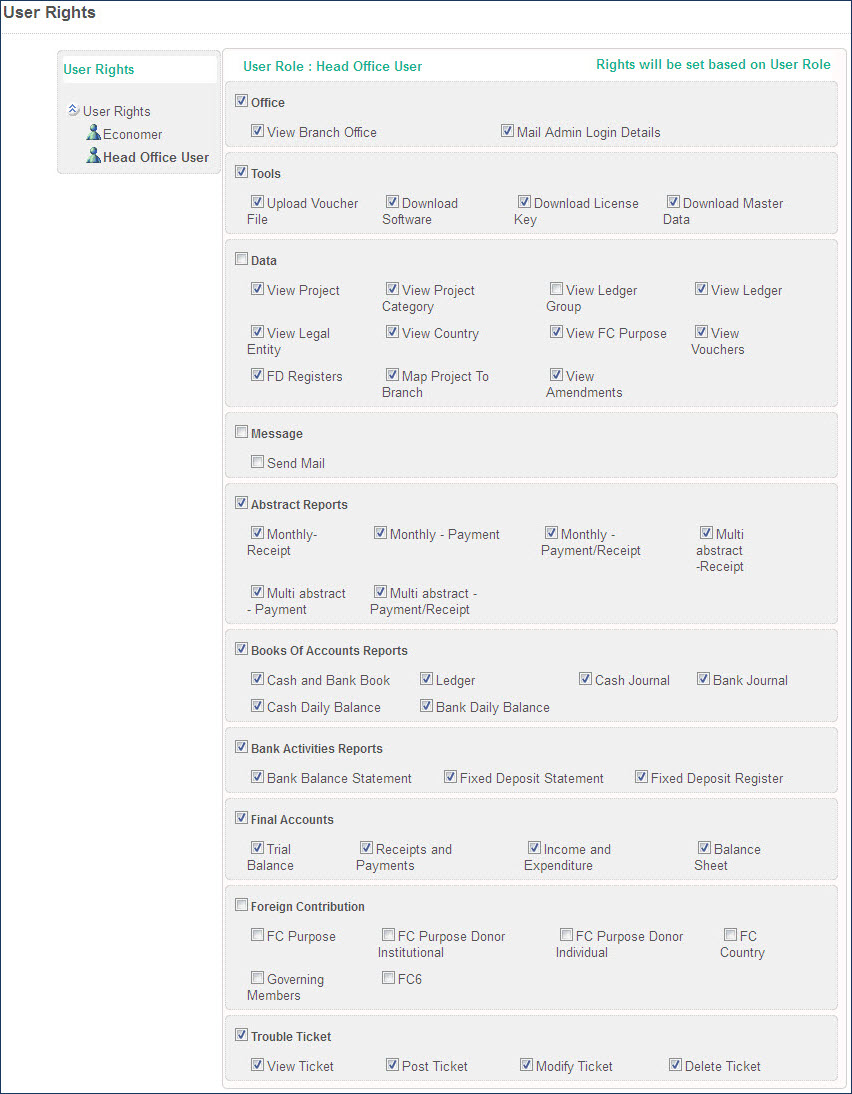 User Rights
User Rights
User Rights
Economer
Head Office User
User Role : Head Office User
Rights will be set based on User Role
Office
View Branch Office
Mail Admin Login Details
Tools
Upload Voucher
File
Download
Software
Download License
Key
Download Master
Data
Data
View Project
View Project
Category
View Ledger
Group
View Ledger
View Legal
Entity
View Country
View FC Purpose
View
Vouchers
FD Registers
Map Project To
Branch
View
Amendments
Message
Send Mail
Abstract Reports
Monthly-
Receipt
Monthly - Payment
Monthly -
Payment/Receipt
Multi
abstract
-Receipt
Multi abstract
- Payment
Multi abstract -
Payment/Receipt
Books Of Accounts Reports
Cash and Bank Book
Ledger
Cash Journal
Bank Journal
Cash Daily Balance
Bank Daily Balance
Bank Activities Reports
Bank Balance Statement
Fixed Deposit Statement
Fixed Deposit Register
Final Accounts
Trial
Balance
Receipts and
Payments
Income and
Expenditure
Balance
Sheet
Foreign Contribution
FC Purpose
FC Purpose Donor
Institutional
FC Purpose Donor
Individual
FC
Country
Governing
Members
FC6
Trouble Ticket
View Ticket
Post Ticket
Modify Ticket
Delete Ticket